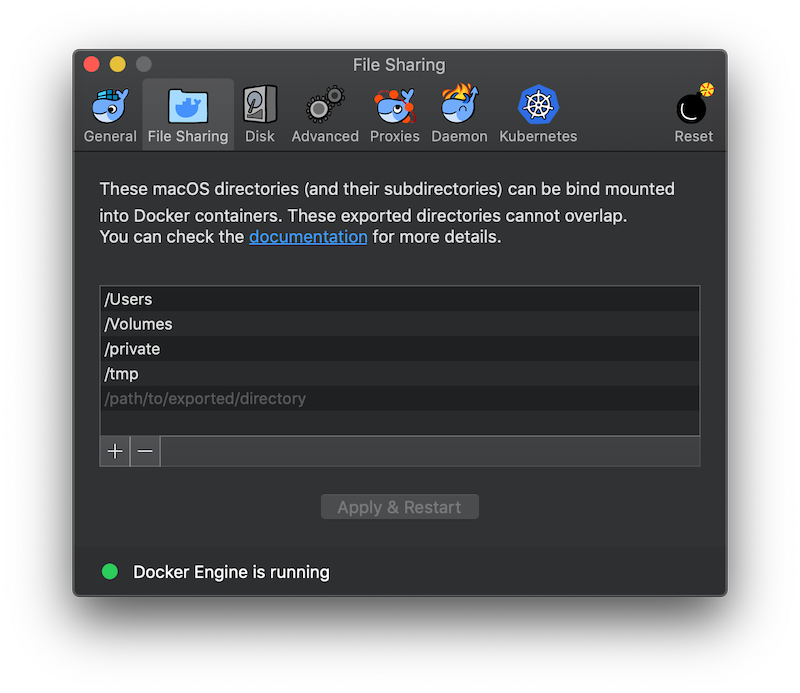 File Sharing
General
File Sharing
Disk
Advanced
Proxies
Daemon
Kubernetes
Reset
These macOS directories (and their subdirectories) can be bind mounted
into Docker containers. These exported directories cannot overlap.
You can check the documentation for more details.
/Users
/Volumes
/private
/tmp
/path/to/exported/directory
Apply & Restart
Docker Engine is running